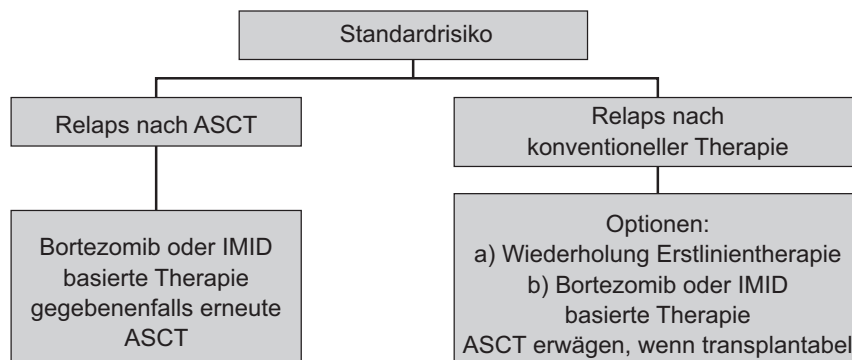 Standardrisiko
Relaps nach ASCT
Relaps nach
konventioneller Therapie
Bortezomib oder IMID
basierte Therapie
gegebenenfalls erneute
ASCT
Optionen:
a) Wiederholung Erstlinientherapie
b) Bortezomib oder IMID
basierte Therapie
ASCT erwägen, wenn transplantabel